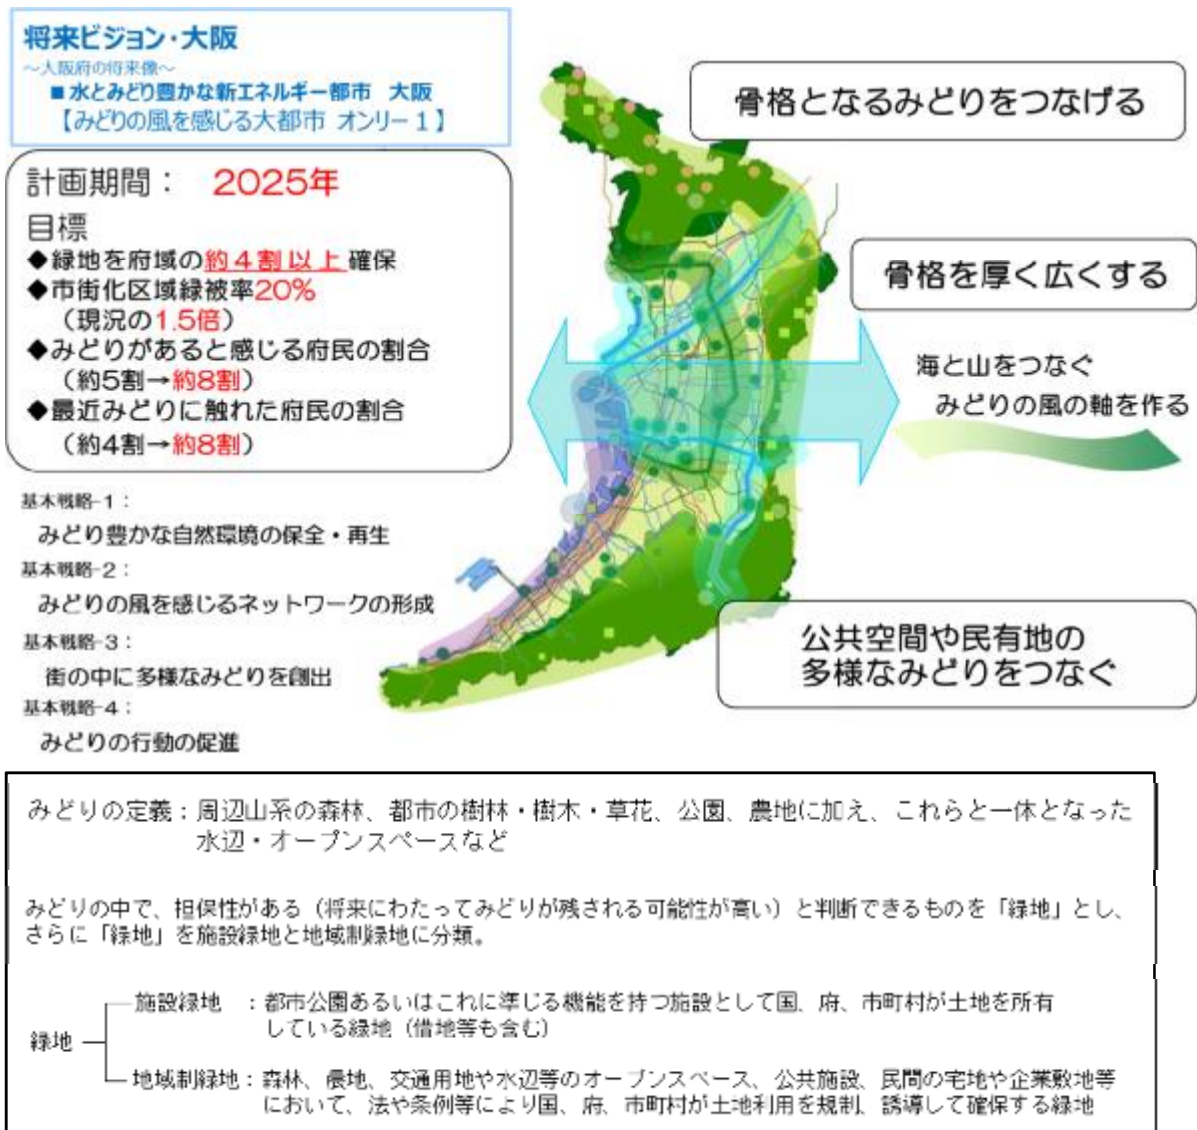 将来ビジョン・大阪
～大阪府の将来像～
■水とみどり豊かな新エネルギー都市　大阪
【みどりの風を感じる大都市 オンリー１】
計画期間：　2025年
目標
◆緑地を府域の約４割以上確保
◆市街化区域緑被率20%
（現況の1.5倍）
◆みどりがあると感じる府民の割合
（約5割→約8割）
◆最近みどりに触れた府民の割合
（約4割→約8割）
基本戦略-1：
みどり豊かな自然環境の保全・再生
基本戦略-2：
みどりの風を感じるネットワークの形成
基本戦略-3：
街の中に多様なみどりを創出
基本戦略-4：
みどりの行動の促進
骨格となるみどりをつなげる
骨格を厚く広くする
海と山をつなぐ
みどりの風の軸を作る
公共空間や民有地の
多様なみどりをつなぐ
みどりの定義：周辺山系の森林、都市の樹林・樹木・草花、公園、農地に加え、これらと一体となった
水辺・オープンスペースなど
みどりの中で、担保性がある（将来にわたってみどりが残される可能性が高い）と判断できるものを「緑地」とし、
さらに「緑地」を施設緑地と地域制緑地に分類。
緑地
施設緑地　：都市公園あるいはこれに準じる機能を持つ施設として国、府、市町村が土地を所有
している緑地（借地等も含む）
地域制緑地：森林、農地、交通用地や水辺等のオープンスペース、公共施設、民間の宅地や企業敷地等
において、法や条例等により国、府、市町村が土地利用を規制、誘導して確保する緑地